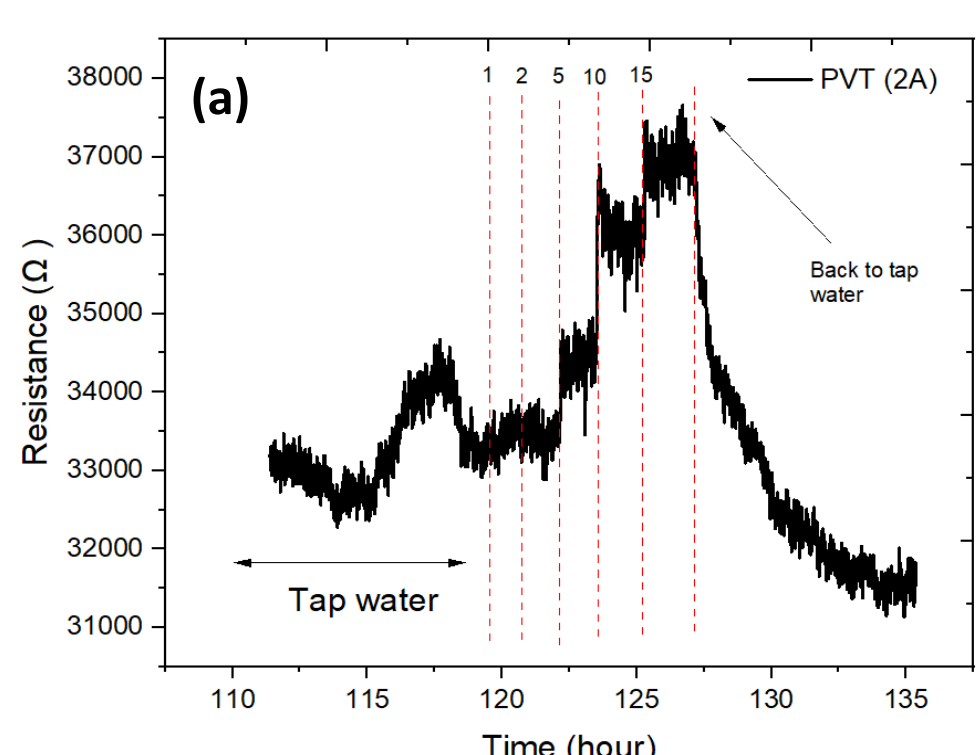 (a)
1 2 5 10 15
PVT (2A)
38000
37000
36000
35000
34000
33000
32000
31000
Resistance (Ω )
Back to tap
water
Tap water
110 115 120 125 130 135
Time (hour)